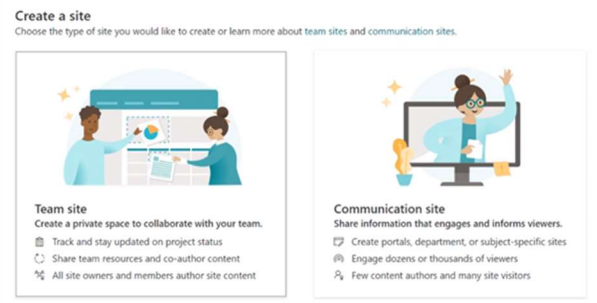 Create a site
Choose the type of site you would like to create or learn more about team sites and communication sites.
Team site
Create a private space to collaborate with your team.
Track and stay updated on project status
Share team resources and co-author content
All site owners and members author site content
Communication site
Share information that engages and informs viewers.
Create portals, department, or subject-specific sites
Engage dozens or thousands of viewers
Few content authors and many site visitors